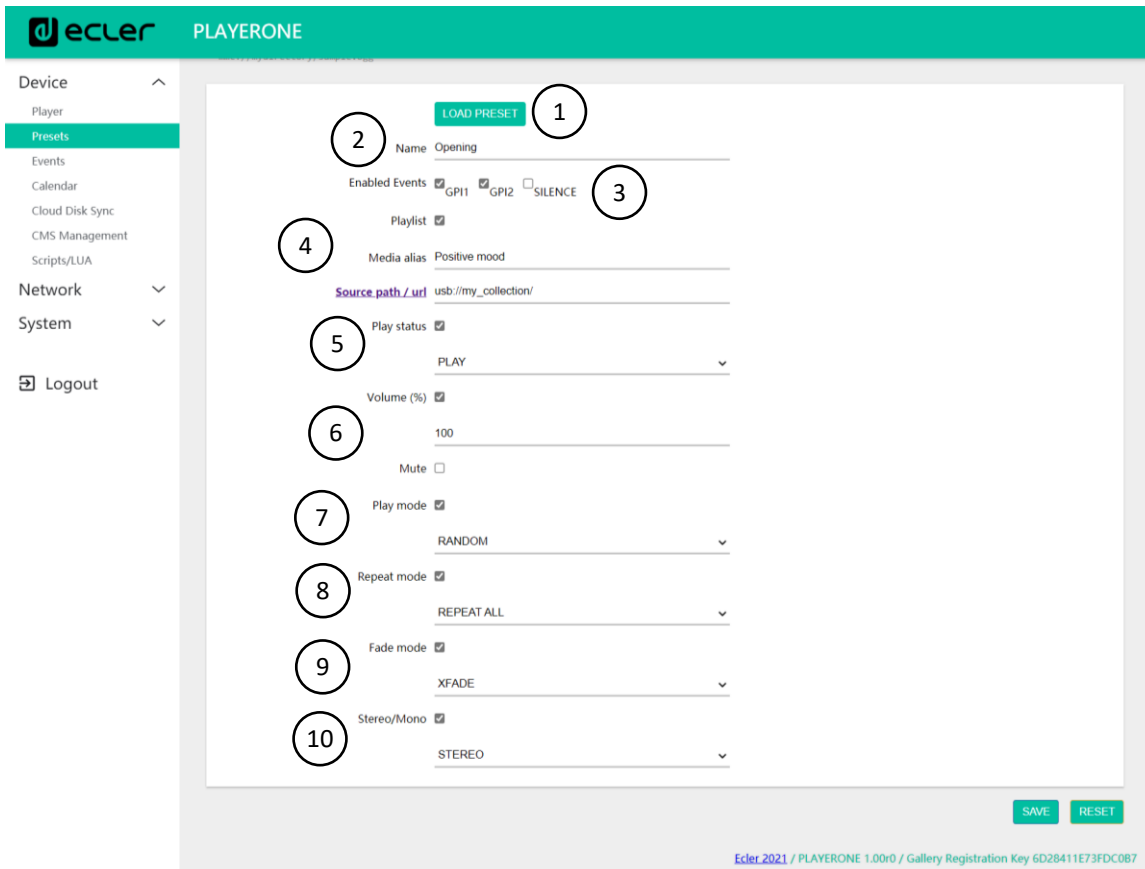 ecler PLAYERONE
Device
Player
Presets
Events
Calendar
Cloud Disk Sync
CMS Management
Scripts/LUA
Network
System
Logout
LOAD PRESET 1
2 Name Opening
Enabled Events GPI1 GPI2 SILENCE 3
Playlist
4
Media alias Positive mood
Source path / url usb://my_collection/
Play status
5
PLAY
Volume (%)
6 100
Mute
Play mode
7
RANDOM
Repeat mode
8
REPEAT ALL
Fade mode
9
XFADE
Stereo/Mono
10
STEREO
SAVE RESET
Ecler 2021 / PLAYERONE 1.00r0 / Gallery Registration Key 6D28411E73FDC0B7